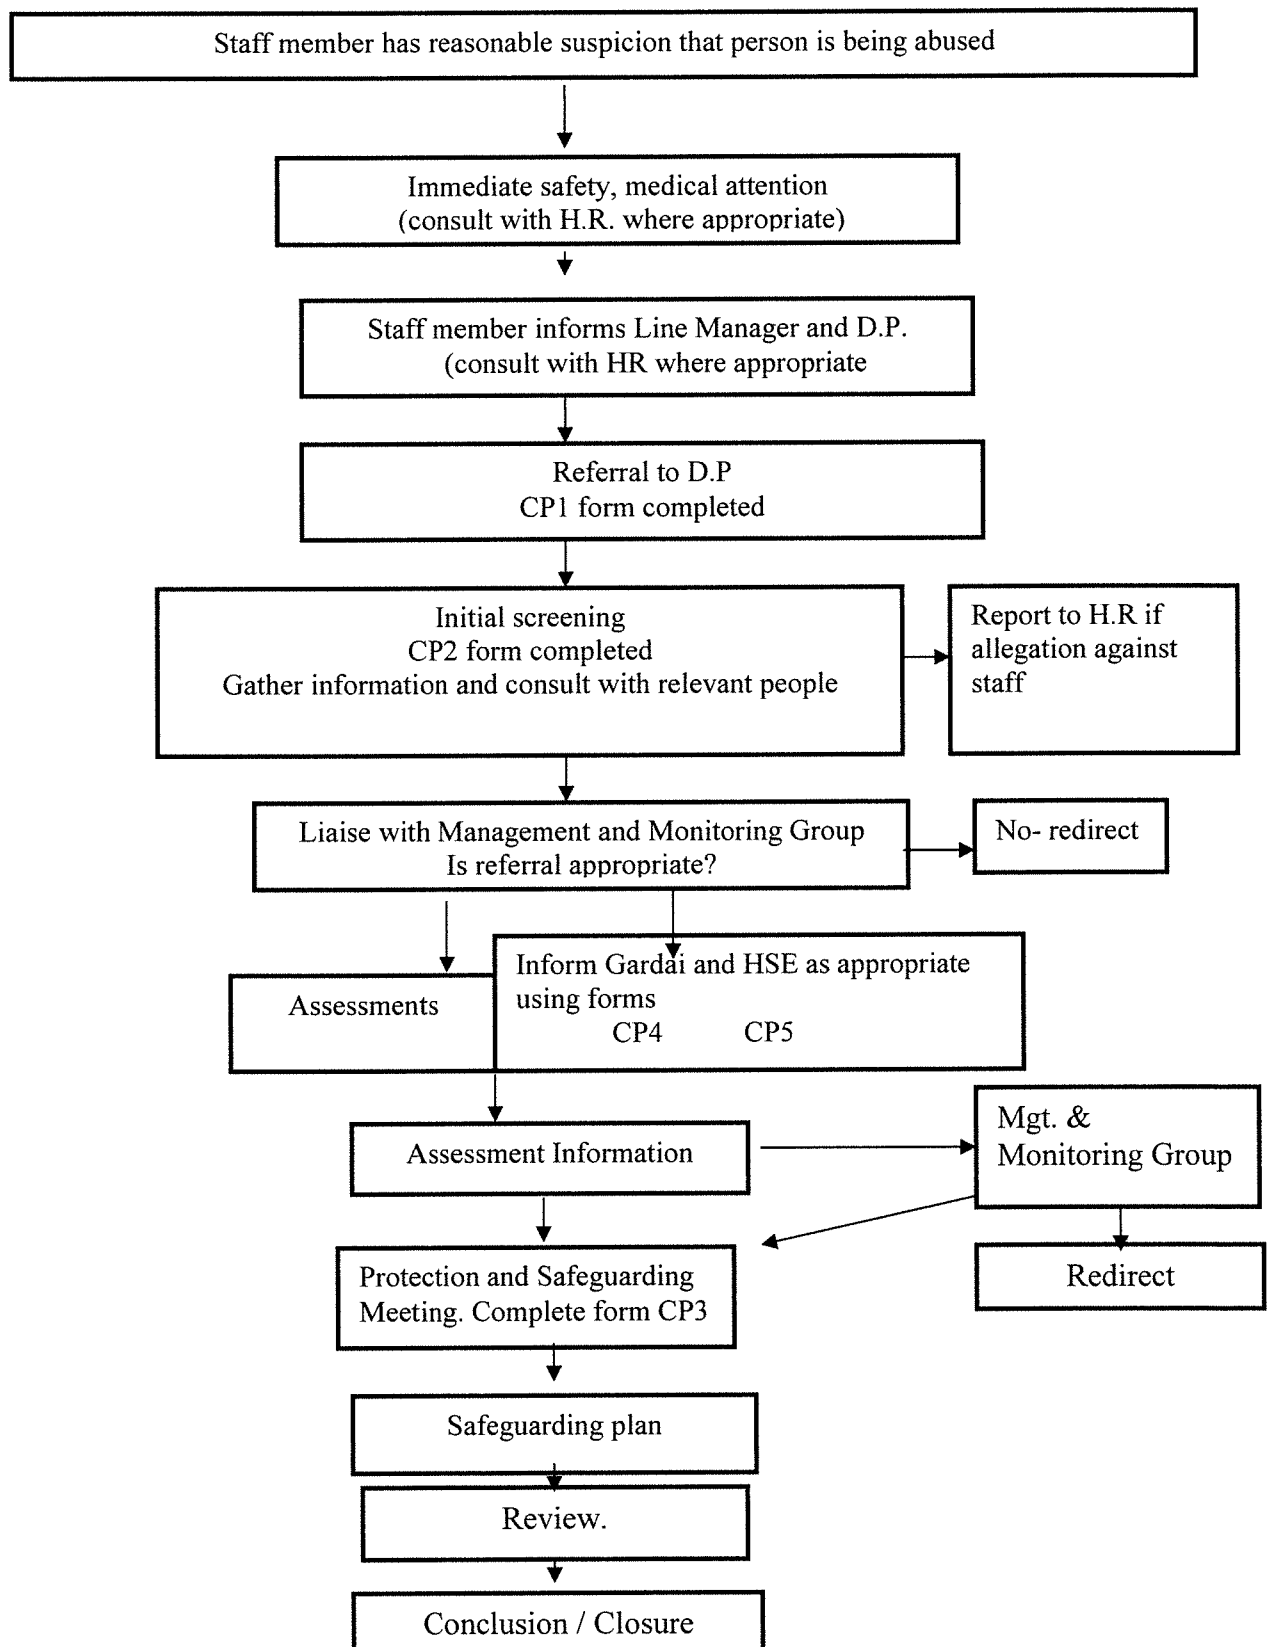 Staff member has reasonable suspicion that person is being abused
Immediate safety, medical attention
(consult with H.R. where appropriate)
Staff member informs Line Manager and D.P.
(consult with HR where appropriate
Referral to D.P
CP1 form completed
Initial screening
CP2 form completed
Gather information and consult with relevant people
Report to H.R if
allegation against
staff
Liaise with Management and Monitoring Group
Is referral appropriate?
No- redirect
Assessments
Inform Gardai and HSE as appropriate
using forms
CP4 CP5
Assessment Information
Mgt. &
Monitoring Group
Protection and Safeguarding
Meeting. Complete form CP3
Redirect
Safeguarding plan
Review.
Conclusion / Closure